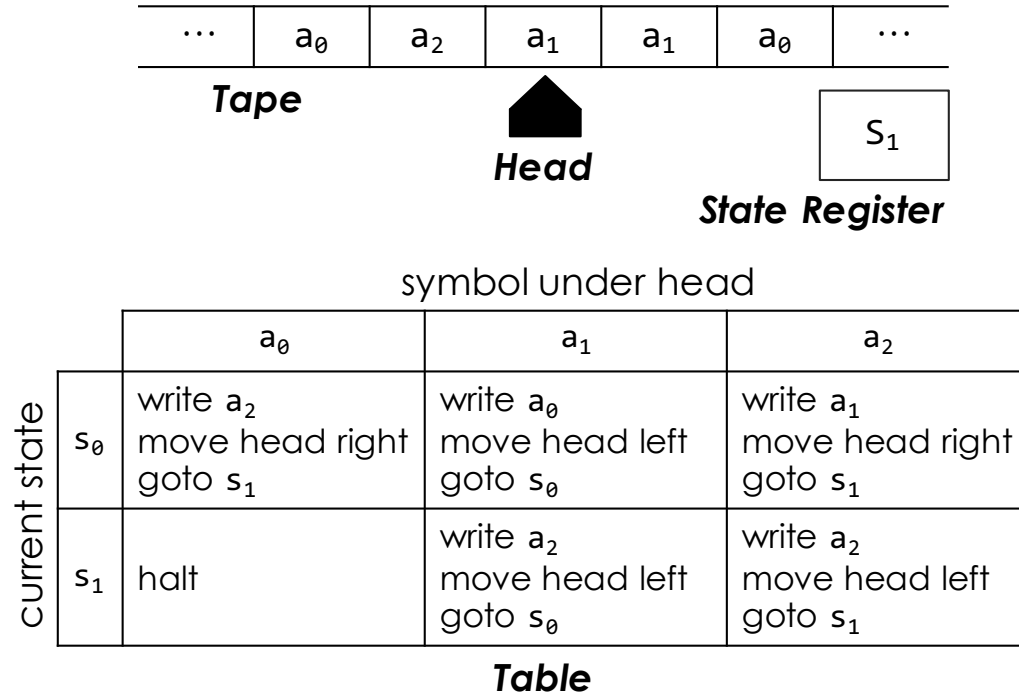 … a₀ a₂ a₁ a₁ a₀ …
Tape
Head
S₁
State Register
symbol under head
a₀ a₁ a₂
current state
s₀
write a₂
move head right
goto s₁
write a₀
move head left
goto s₀
write a₁
move head right
goto s₁
s₁
halt
write a₂
move head left
goto s₀
write a₂
move head left
goto s₁
Table